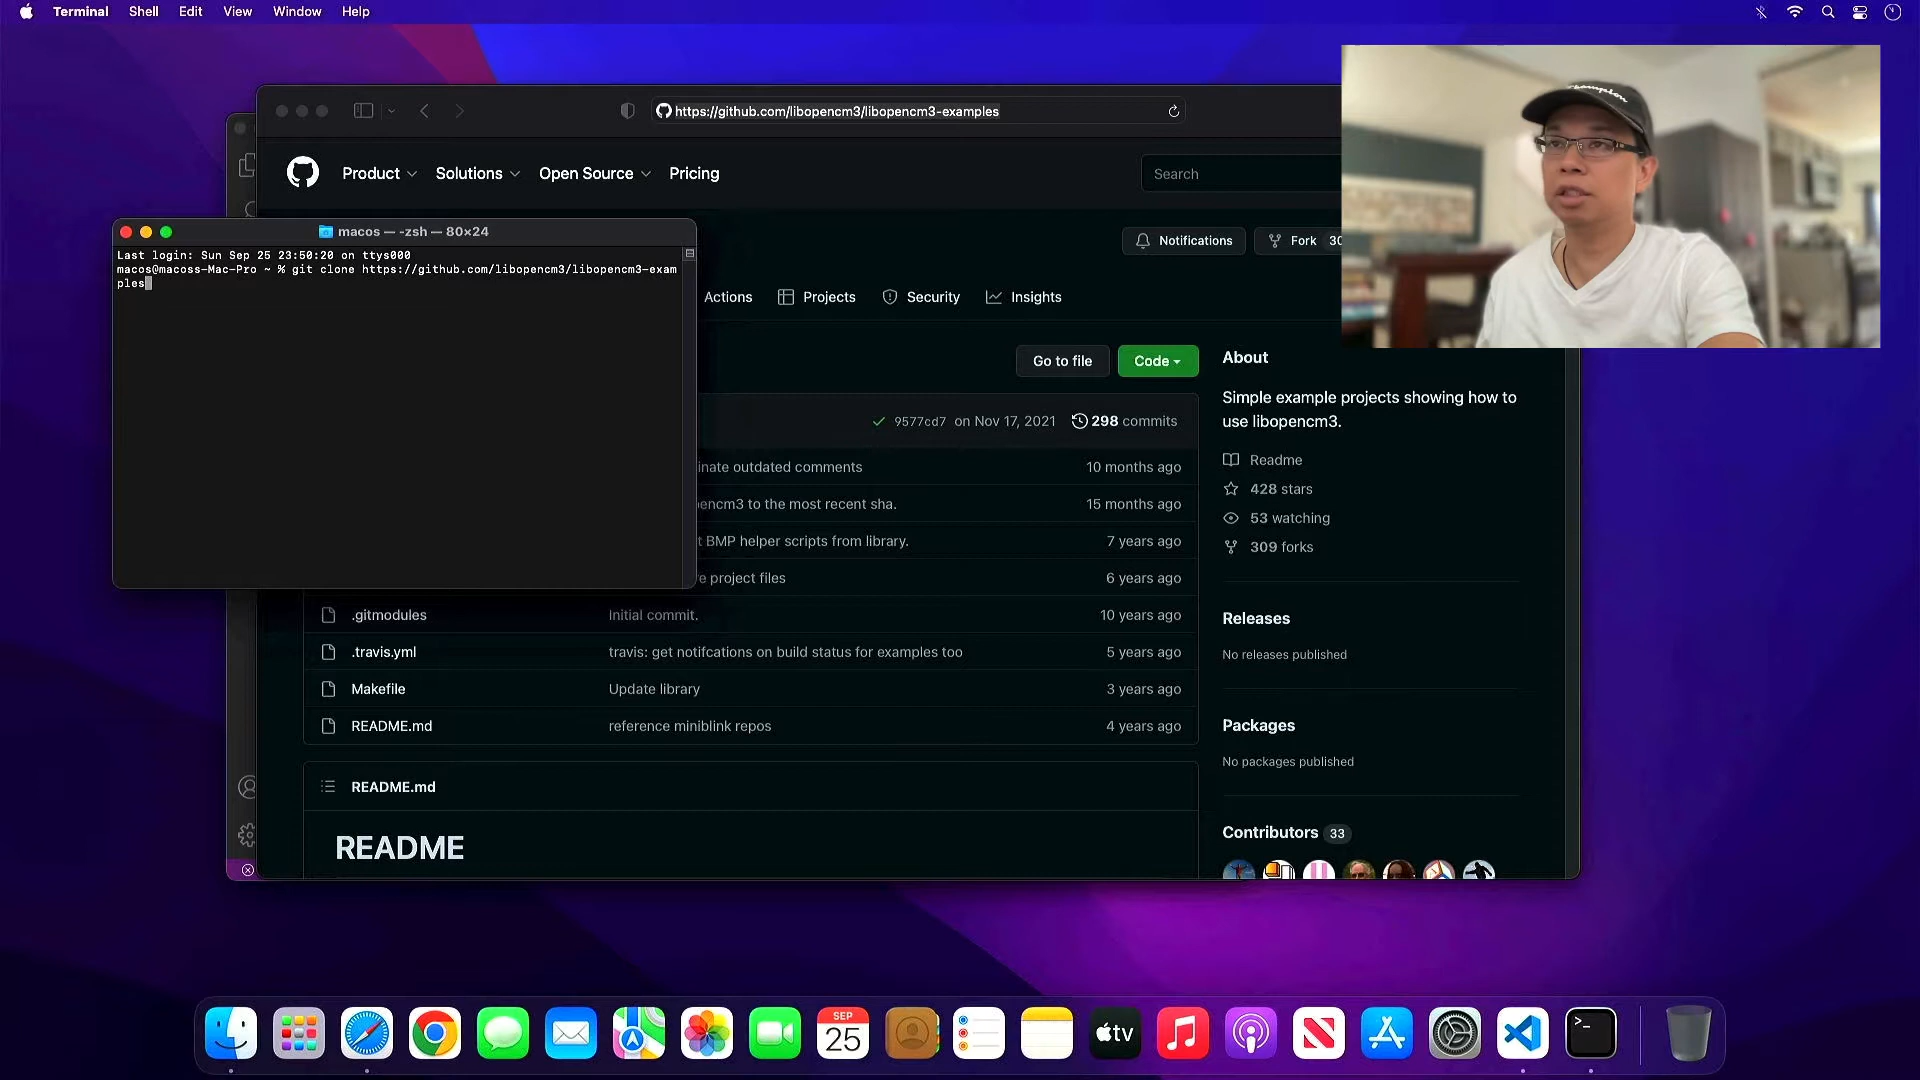 Terminal Shell Edit View Window Help
https://github.com/libopencm3/libopencm3-examples
Product Solutions Open Source Pricing
Search
Champion
macos — -zsh — 80×24
Notifications
Fork 30
Last login: Sun Sep 25 23:50:20 on ttys000
macos@macoss-Mac-Pro ~ % git clone https://github.com/libopencm3/libopencm3-exam
ples
Actions Projects Security Insights
Go to file Code
9577cd7 on Nov 17, 2021 298 commits
inate outdated comments 10 months ago
encm3 to the most recent sha. 15 months ago
t BMP helper scripts from library. 7 years ago
e project files 6 years ago
.gitmodules Initial commit. 10 years ago
.travis.yml travis: get notifcations on build status for examples too 5 years ago
Makefile Update library 3 years ago
README.md reference miniblink repos 4 years ago
README.md
README
About
Simple example projects showing how to
use libopencm3.
Readme
428 stars
53 watching
309 forks
Releases
No releases published
Packages
No packages published
Contributors 33
SEP
25
tv
>_